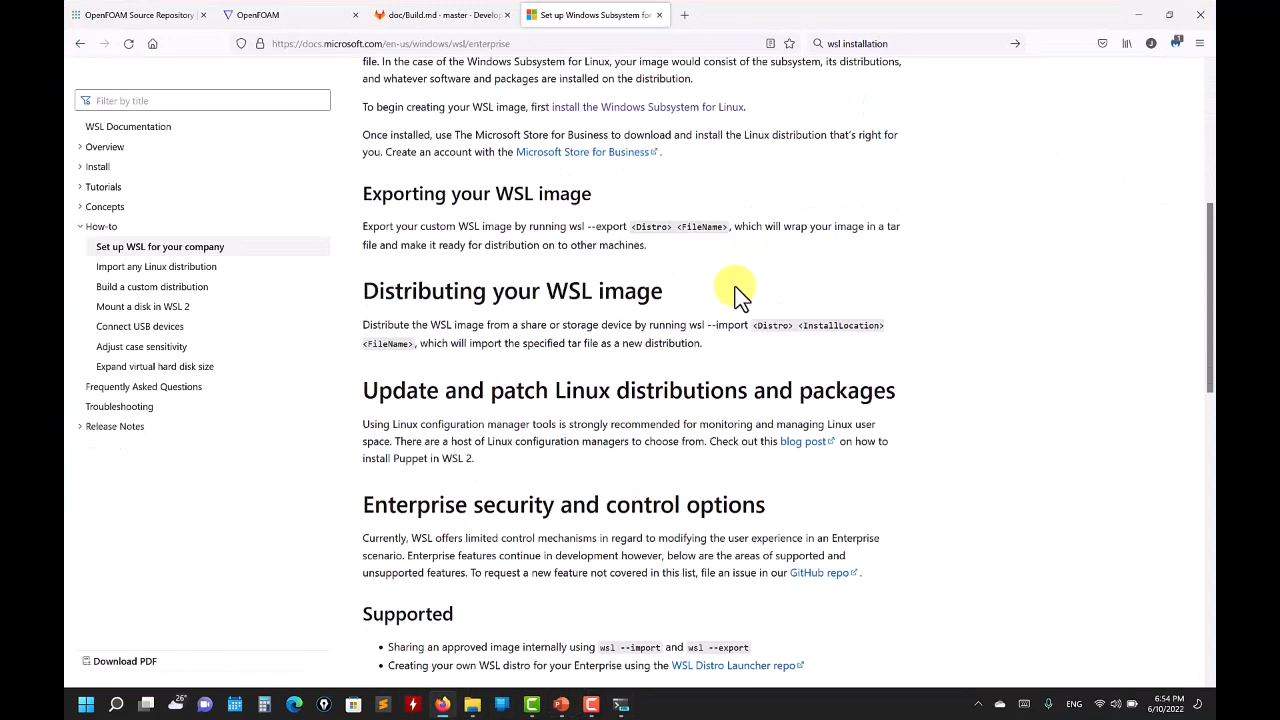 OpenFOAM Source Repository
OpenFOAM
doc/Build.md - master · Develop
Set up Windows Subsystem for
https://docs.microsoft.com/en-us/windows/wsl/enterprise
wsl installation
Filter by title
WSL Documentation
Overview
Install
Tutorials
Concepts
How-to
Set up WSL for your company
Import any Linux distribution
Build a custom distribution
Mount a disk in WSL 2
Connect USB devices
Adjust case sensitivity
Expand virtual hard disk size
Frequently Asked Questions
Troubleshooting
Release Notes
Download PDF
file. In the case of the Windows Subsystem for Linux, your image would consist of the subsystem, its distributions,
and whatever software and packages are installed on the distribution.
To begin creating your WSL image, first install the Windows Subsystem for Linux.
Once installed, use The Microsoft Store for Business to download and install the Linux distribution that's right for
you. Create an account with the Microsoft Store for Business.
Exporting your WSL image
Export your custom WSL image by running wsl --export <Distro> <FileName>, which will wrap your image in a tar
file and make it ready for distribution on to other machines.
Distributing your WSL image
Distribute the WSL image from a share or storage device by running wsl --import <Distro> <InstallLocation>
<FileName>, which will import the specified tar file as a new distribution.
Update and patch Linux distributions and packages
Using Linux configuration manager tools is strongly recommended for monitoring and managing Linux user
space. There are a host of Linux configuration managers to choose from. Check out this blog post on how to
install Puppet in WSL 2.
Enterprise security and control options
Currently, WSL offers limited control mechanisms in regard to modifying the user experience in an Enterprise
scenario. Enterprise features continue in development however, below are the areas of supported and
unsupported features. To request a new feature not covered in this list, file an issue in our GitHub repo.
Supported
• Sharing an approved image internally using wsl --import and wsl --export
• Creating your own WSL distro for your Enterprise using the WSL Distro Launcher repo
26°
ENG
6:54 PM
6/10/2022